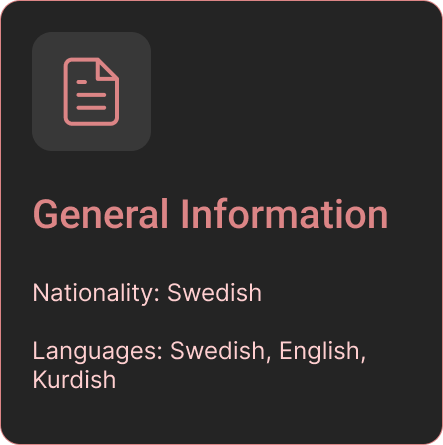 General Information
Nationality: Swedish
Languages: Swedish, English,
Kurdish